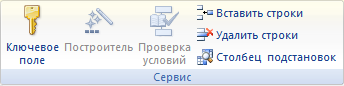 Ключевое поле
Построитель
Проверка условий
Вставить строки
Удалить строки
Столбец подстановок
Сервис